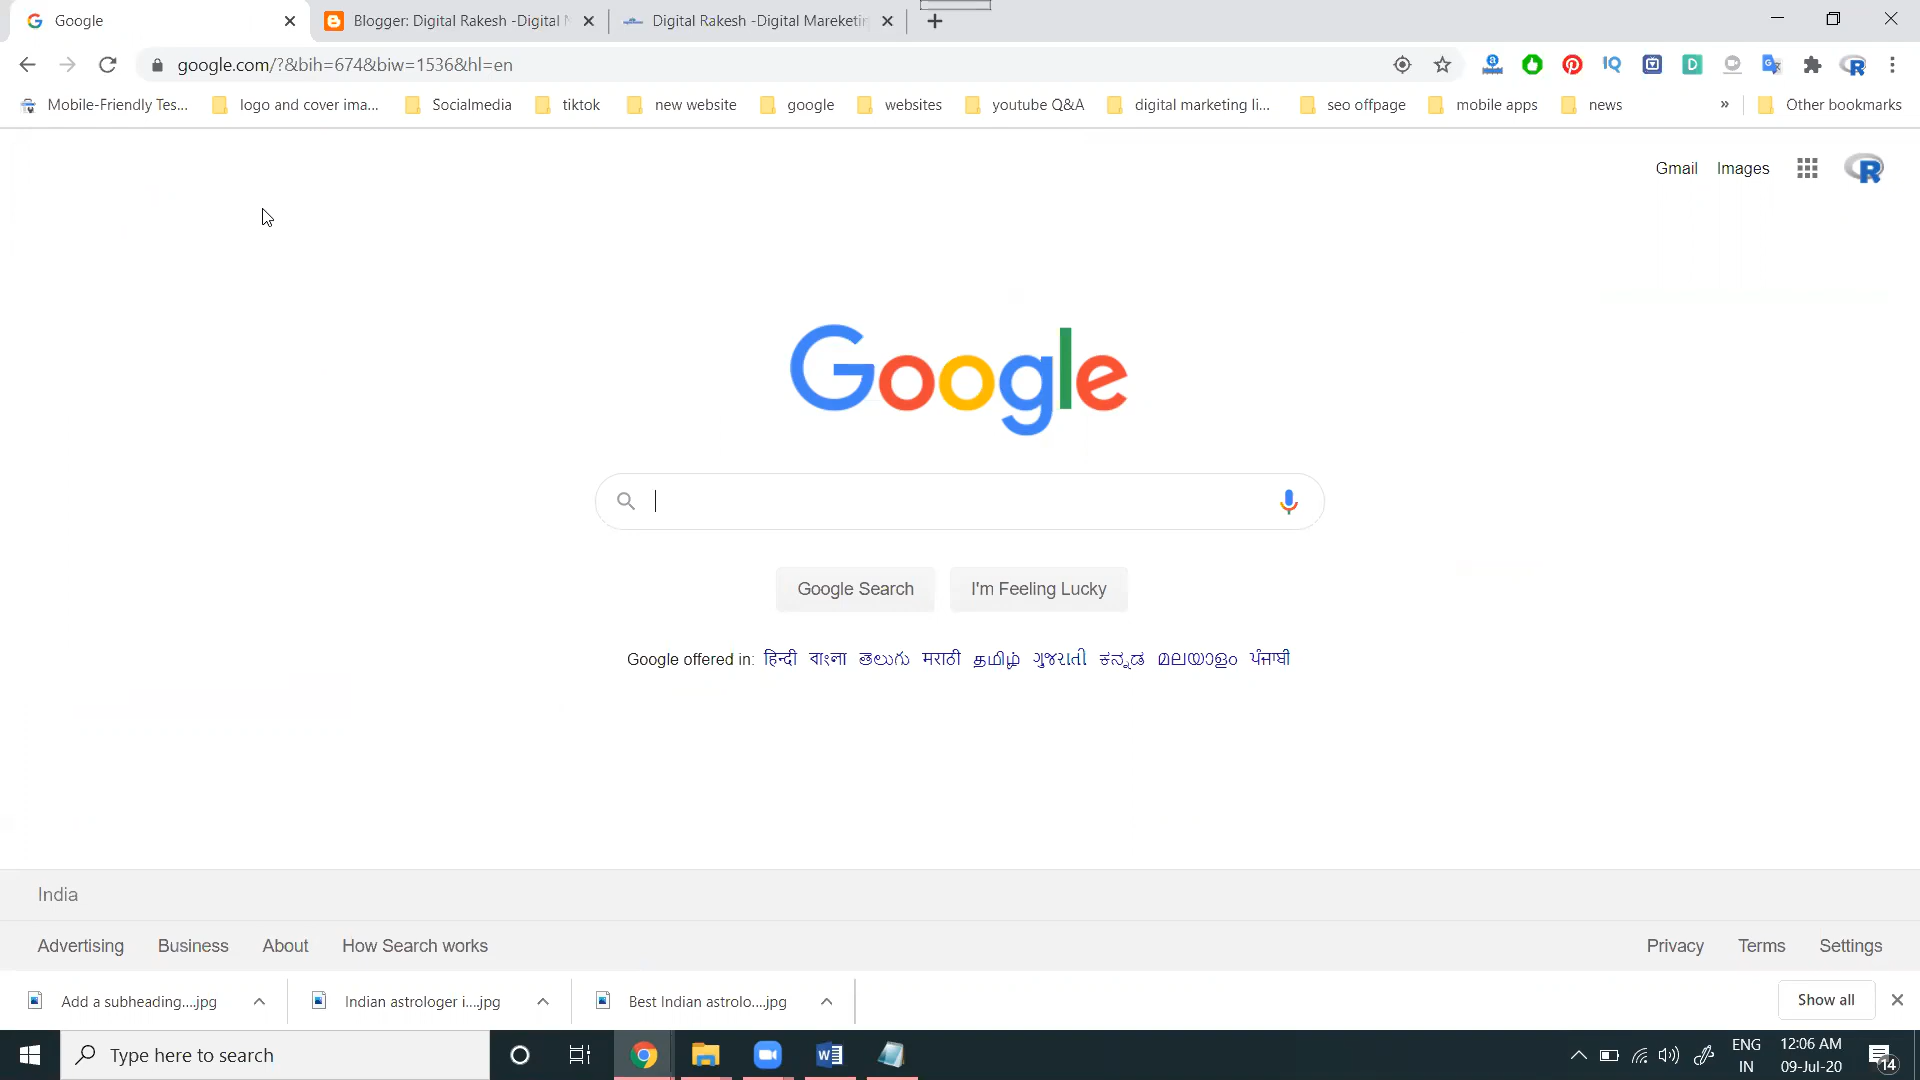 Google
Blogger: Digital Rakesh -Digital
Digital Rakesh -Digital Mareketin
google.com/?&bih=674&biw=1536&hl=en
Mobile-Friendly Tes... logo and cover ima... Socialmedia tiktok new website google websites youtube Q&A digital marketing li... seo offpage mobile apps news » Other bookmarks
Gmail Images R
Google
Google Search I'm Feeling Lucky
Google offered in: हिन्दी বাংলা తెలుగు मराठी தமிழ் ગુજરાતી ಕನ್ನಡ മലയാളം ਪੰਜਾਬੀ
India
Advertising Business About How Search works Privacy Terms Settings
Add a subheading....jpg Indian astrologer i....jpg Best Indian astrolo....jpg Show all
Type here to search
ENG
IN
12:06 AM
09-Jul-20
14